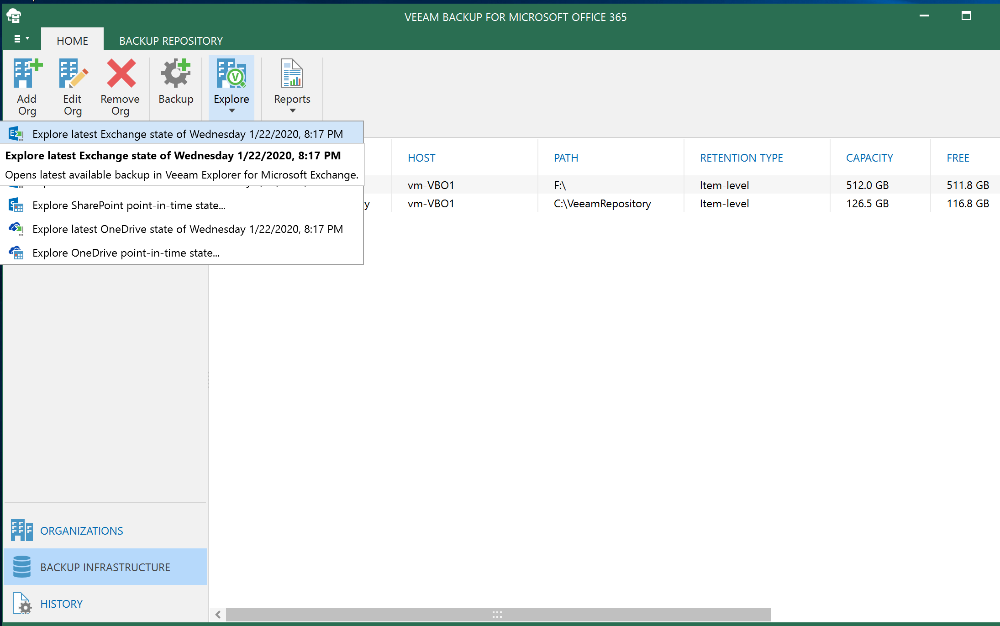 VEEAM BACKUP FOR MICROSOFT OFFICE 365
HOME
BACKUP REPOSITORY
Add
Org
Edit
Org
Remove
Org
Backup
Explore
Reports
Explore latest Exchange state of Wednesday 1/22/2020, 8:17 PM
Explore latest Exchange state of Wednesday 1/22/2020, 8:17 PM
Opens latest available backup in Veeam Explorer for Microsoft Exchange.
Explore SharePoint point-in-time state...
Explore latest OneDrive state of Wednesday 1/22/2020, 8:17 PM
Explore OneDrive point-in-time state...
HOST PATH RETENTION TYPE CAPACITY FREE
vm-VBO1 F:\ Item-level 512.0 GB 511.8 GB
y vm-VBO1 C:\VeeamRepository Item-level 126.5 GB 116.8 GB
ORGANIZATIONS
BACKUP INFRASTRUCTURE
HISTORY